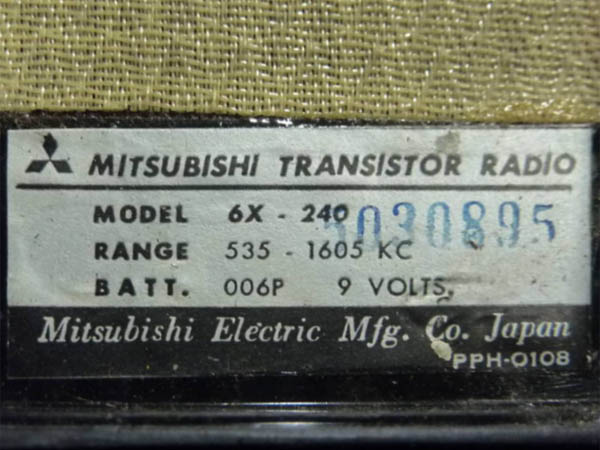 MITSUBISHI TRANSISTOR RADIO
MODEL 6X - 240
5030895
RANGE 535 - 1605 KC
BATT. 006P 9 VOLTS.
Mitsubishi Electric Mfg. Co. Japan
PPH-0108